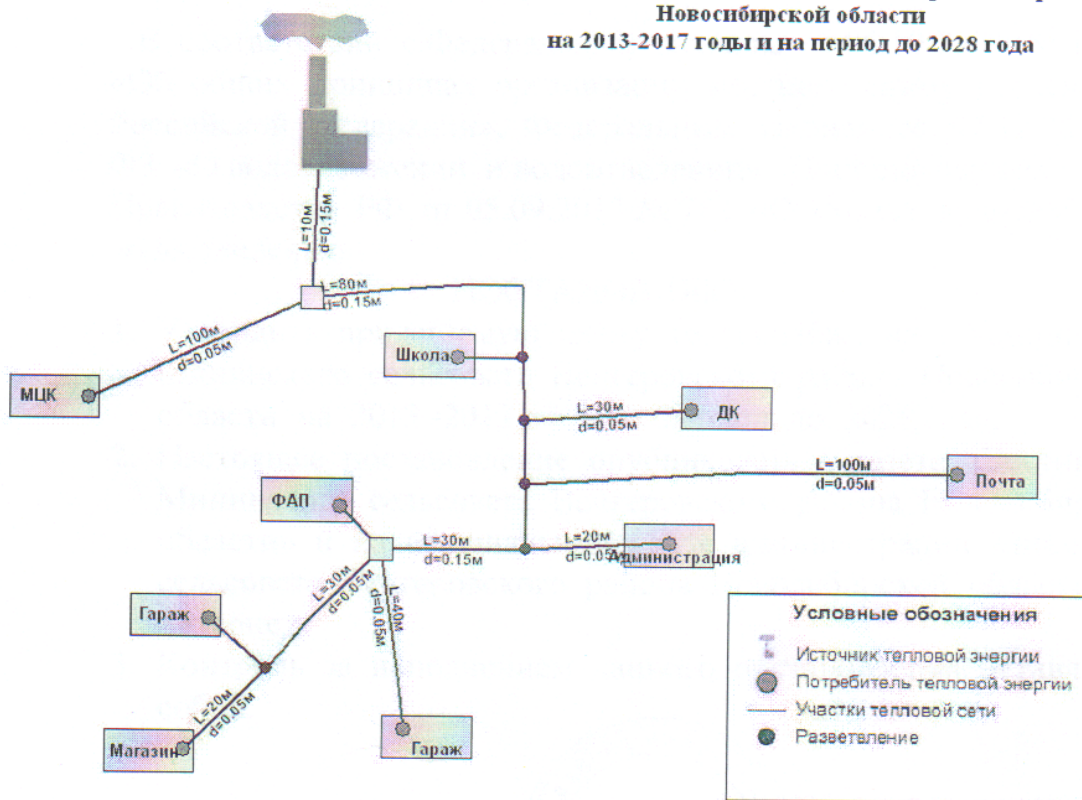 Новосибирской области
на 2013-2017 годы и на период до 2028 года
L=10м
d=0.15м
L=80м
d=0.15м
L=100м
d=0.05м
МЦК
Школа
L=30м
d=0.05м
ДК
L=100м
d=0.05м
Почта
ФАП
L=30м
d=0.15м
L=20м
d=0.05м
Администрация
L=30м
d=0.05м
L=40м
d=0.05м
Гараж
L=20м
d=0.05м
Магазин
Гараж
Условные обозначения
Источник тепловой энергии
Потребитель тепловой энергии
Участки тепловой сети
Разветвление